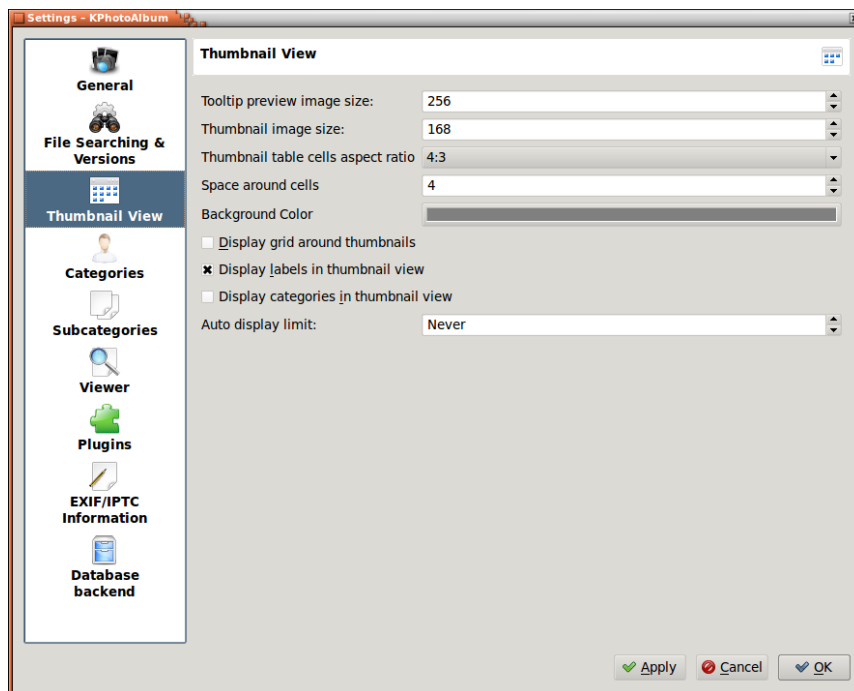 Settings - KPhotoAlbum
General
File Searching &
Versions
Thumbnail View
Categories
Subcategories
Viewer
Plugins
EXIF/IPTC
Information
Database
backend
Thumbnail View
Tooltip preview image size: 256
Thumbnail image size: 168
Thumbnail table cells aspect ratio 4:3
Space around cells 4
Background Color
Display grid around thumbnails
Display labels in thumbnail view
Display categories in thumbnail view
Auto display limit: Never
Apply Cancel OK